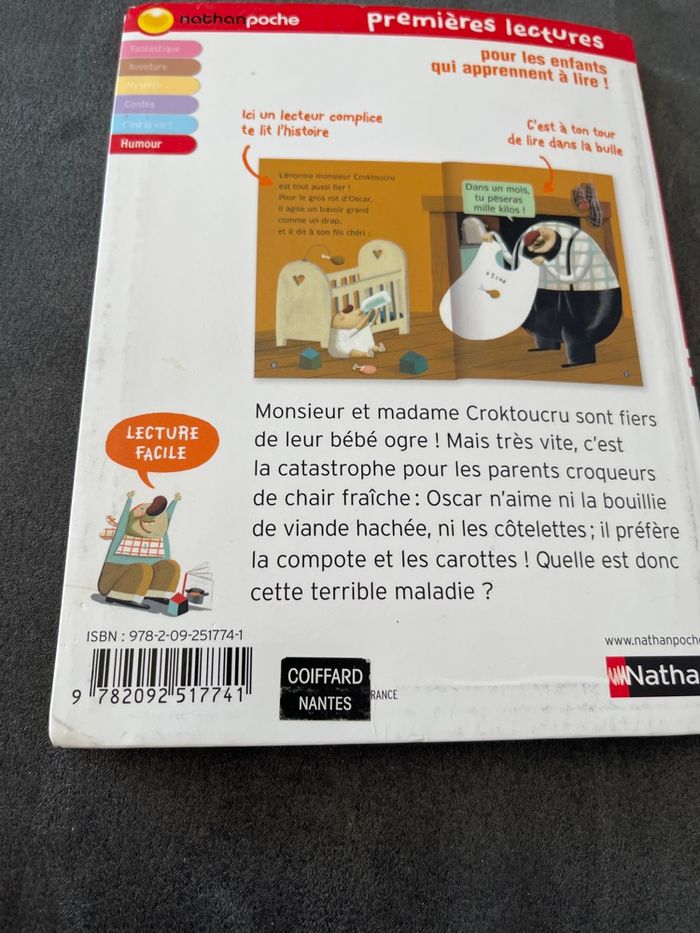 nathanpoche
premières lectures
pour les enfants
qui apprennent à lire !
Fantastique
Aventure
Mystère
Contes
C'est la vie !
Humour
Ici un lecteur complice
te lit l'histoire
C'est à ton tour
de lire dans la bulle
L'énorme monsieur Croktoucru
est tout aussi fier !
Pour le gros rot d'Oscar,
il agite un bavoir grand
comme un drap,
et il dit à son fils chéri :
Dans un mois,
tu pèseras
mille kilos !
OSCAR
LECTURE
FACILE
Monsieur et madame Croktoucru sont fiers
de leur bébé ogre ! Mais très vite, c'est
la catastrophe pour les parents croqueurs
de chair fraîche : Oscar n'aime ni la bouillie
de viande hachée, ni les côtelettes ; il préfère
la compote et les carottes ! Quelle est donc
cette terrible maladie ?
ISBN : 978-2-09-251774-1
9 782092 517741
COIFFARD
NANTES
RANCE
www.nathanpoche
Natha